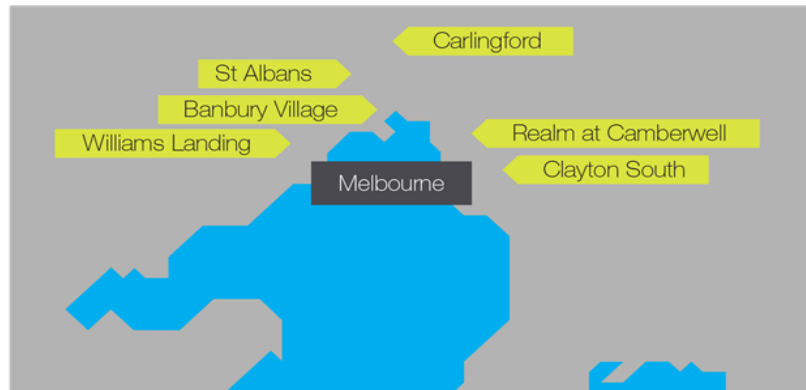 Carlingford
St Albans
Banbury Village
Williams Landing
Realm at Camberwell
Clayton South
Melbourne